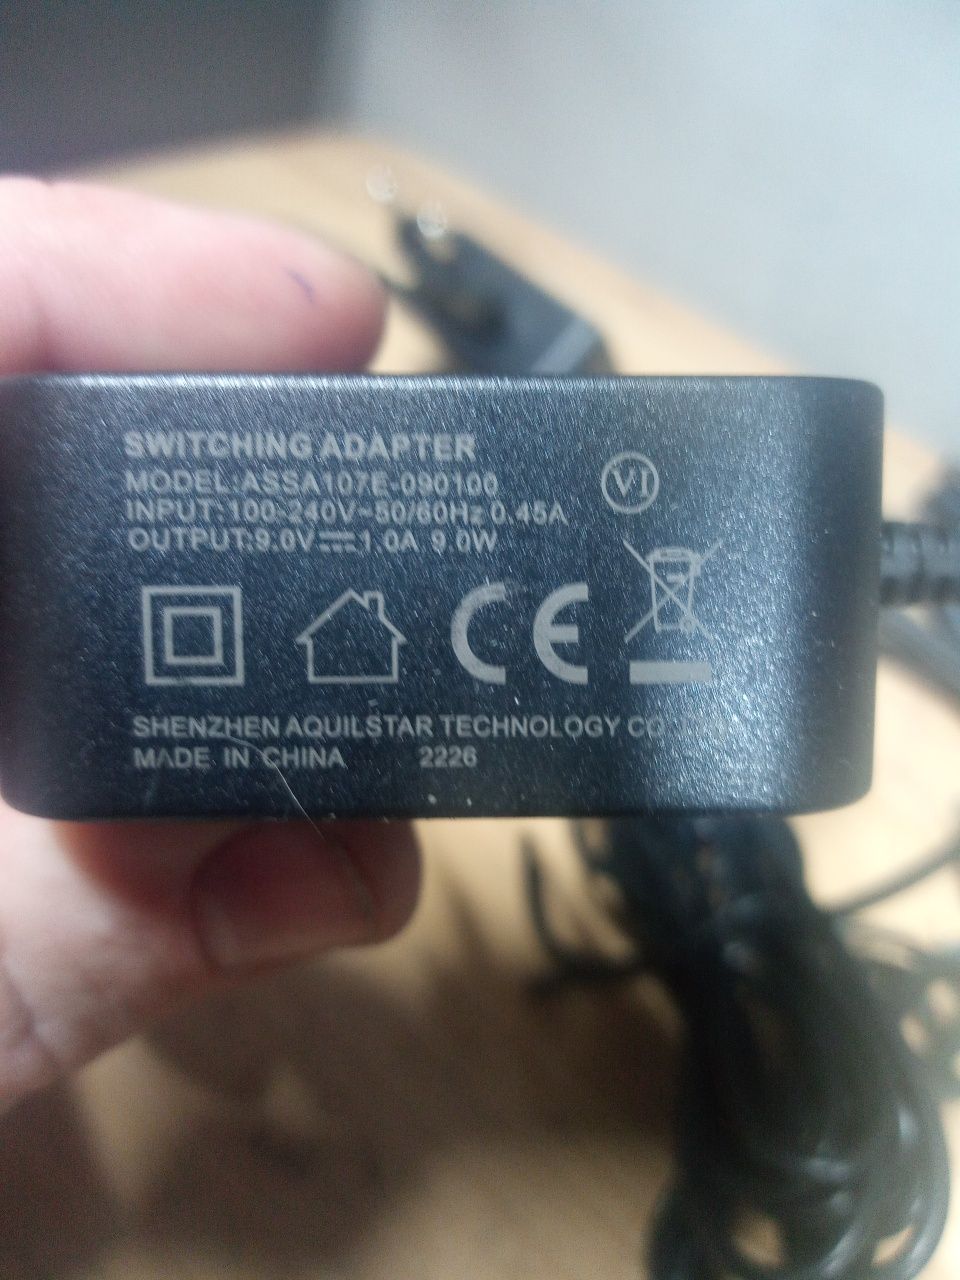 SWITCHING ADAPTER
MODEL:ASSA107E-090100
VI
INPUT:100-240V~50/60Hz 0.45A
OUTPUT:9.0V⎓1.0A 9.0W
CE
SHENZHEN AQUILSTAR TECHNOLOGY CO
MADE IN CHINA 2226